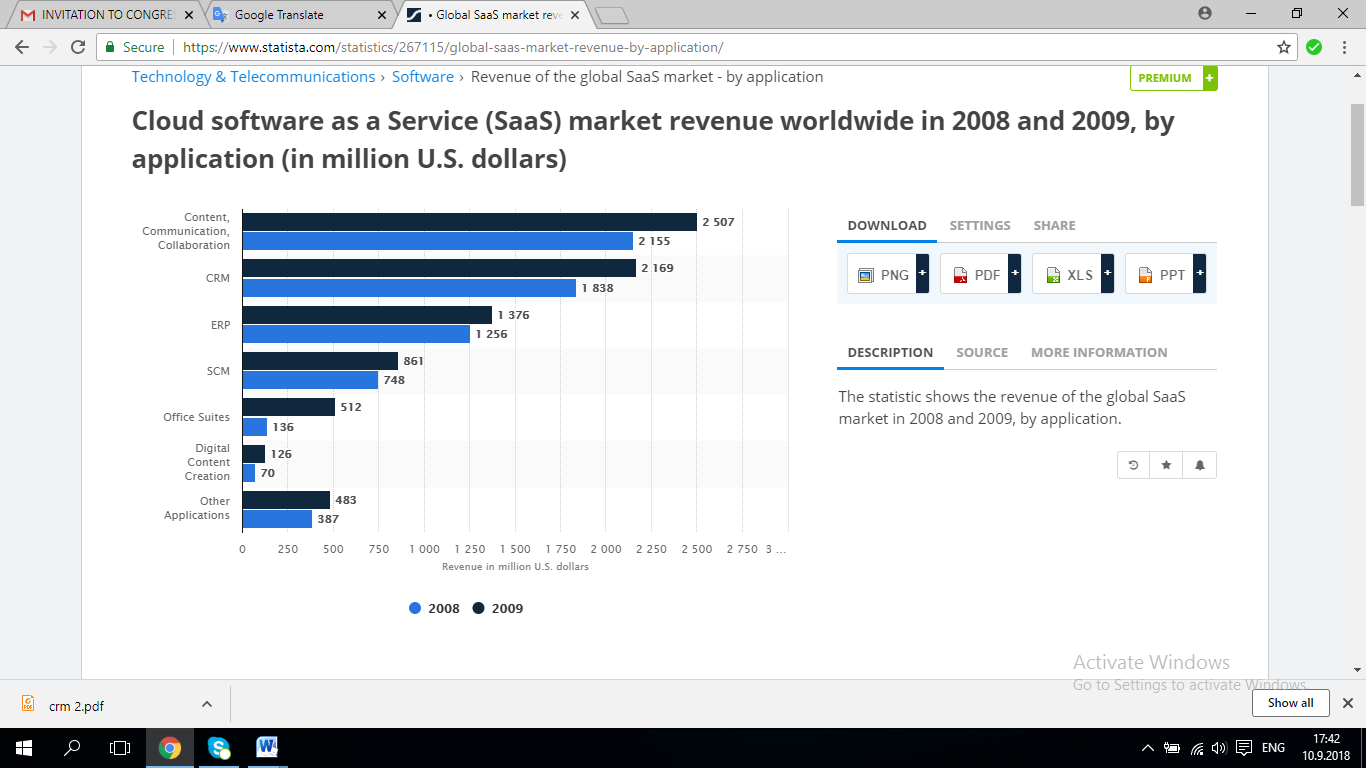 INVITATION TO CONGRES
Google Translate
• Global SaaS market reve
Secure
https://www.statista.com/statistics/267115/global-saas-market-revenue-by-application/
Technology & Telecommunications › Software › Revenue of the global SaaS market - by application
PREMIUM +
Cloud software as a Service (SaaS) market revenue worldwide in 2008 and 2009, by
application (in million U.S. dollars)
Content,
Communication,
Collaboration
2 507
2 155
CRM
2 169
1 838
ERP
1 376
1 256
SCM
861
748
Office Suites
512
136
Digital
Content
Creation
126
70
Other
Applications
483
387
0 250 500 750 1 000 1 250 1 500 1 750 2 000 2 250 2 500 2 750 3 ...
Revenue in million U.S. dollars
2008 2009
DOWNLOAD SETTINGS SHARE
PNG + PDF + XLS + PPT +
DESCRIPTION SOURCE MORE INFORMATION
The statistic shows the revenue of the global SaaS
market in 2008 and 2009, by application.
Activate Windows
Go to Settings to activate Windows.
crm 2.pdf
Show all
ENG
17:42
10.9.2018